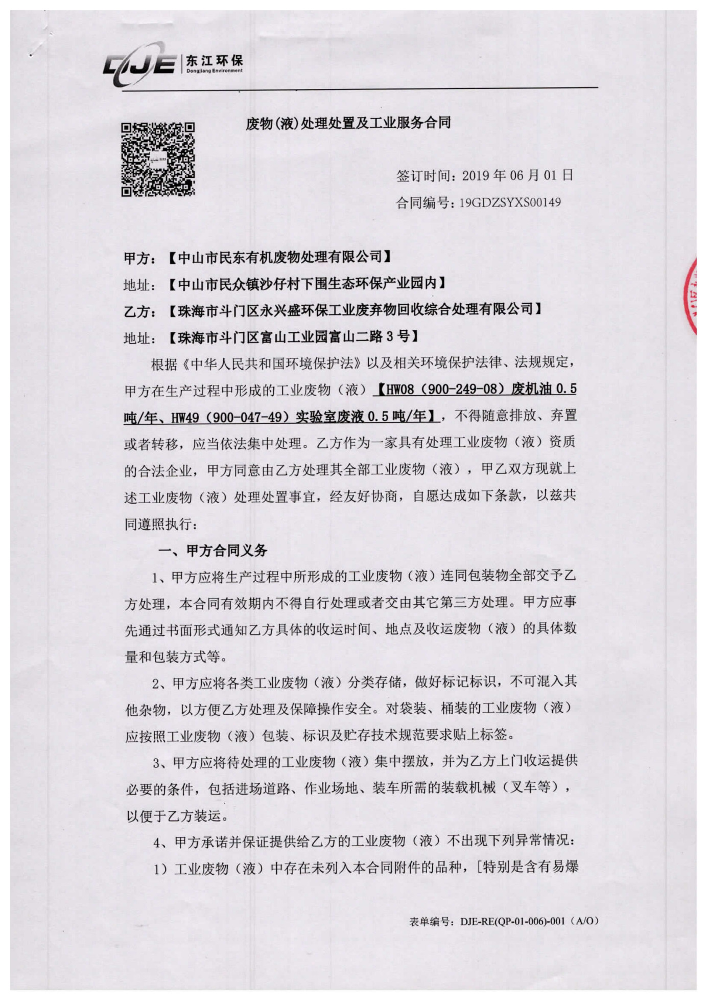 DJE 东江环保
Dongjiang Environment
废物(液)处理处置及工业服务合同
签订时间：2019 年 06 月 01 日
合同编号：19GDZSYXS00149
甲方：【中山市民东有机废物处理有限公司】
地址：【中山市民众镇沙仔村下围生态环保产业园内】
乙方：【珠海市斗门区永兴盛环保工业废弃物回收综合处理有限公司】
地址：【珠海市斗门区富山工业园富山二路 3 号】
根据《中华人民共和国环境保护法》以及相关环境保护法律、法规规定，
甲方在生产过程中形成的工业废物（液）【HW08（900-249-08）废机油 0.5
吨/年、HW49（900-047-49）实验室废液 0.5 吨/年】，不得随意排放、弃置
或者转移，应当依法集中处理。乙方作为一家具有处理工业废物（液）资质
的合法企业，甲方同意由乙方处理其全部工业废物（液），甲乙双方现就上
述工业废物（液）处理处置事宜，经友好协商，自愿达成如下条款，以兹共
同遵照执行：
一、甲方合同义务
1、甲方应将生产过程中所形成的工业废物（液）连同包装物全部交予乙
方处理，本合同有效期内不得自行处理或者交由其它第三方处理。甲方应事
先通过书面形式通知乙方具体的收运时间、地点及收运废物（液）的具体数
量和包装方式等。
2、甲方应将各类工业废物（液）分类存储，做好标记标识，不可混入其
他杂物，以方便乙方处理及保障操作安全。对袋装、桶装的工业废物（液）
应按照工业废物（液）包装、标识及贮存技术规范要求贴上标签。
3、甲方应将待处理的工业废物（液）集中摆放，并为乙方上门收运提供
必要的条件，包括进场道路、作业场地、装车所需的装载机械（叉车等），
以便于乙方装运。
4、甲方承诺并保证提供给乙方的工业废物（液）不出现下列异常情况：
1）工业废物（液）中存在未列入本合同附件的品种，[特别是含有易爆
表单编号：DJE-RE(QP-01-006)-001（A/O）